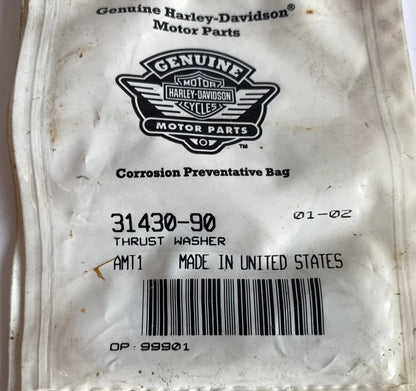 Genuine Harley-Davidson®
Motor Parts
GENUINE
MOTOR
HARLEY-DAVIDSON
CYCLES
MOTOR PARTS
™
Corrosion Preventative Bag
31430-90 01-02
THRUST WASHER
AMT1 MADE IN UNITED STATES
OP: 99901